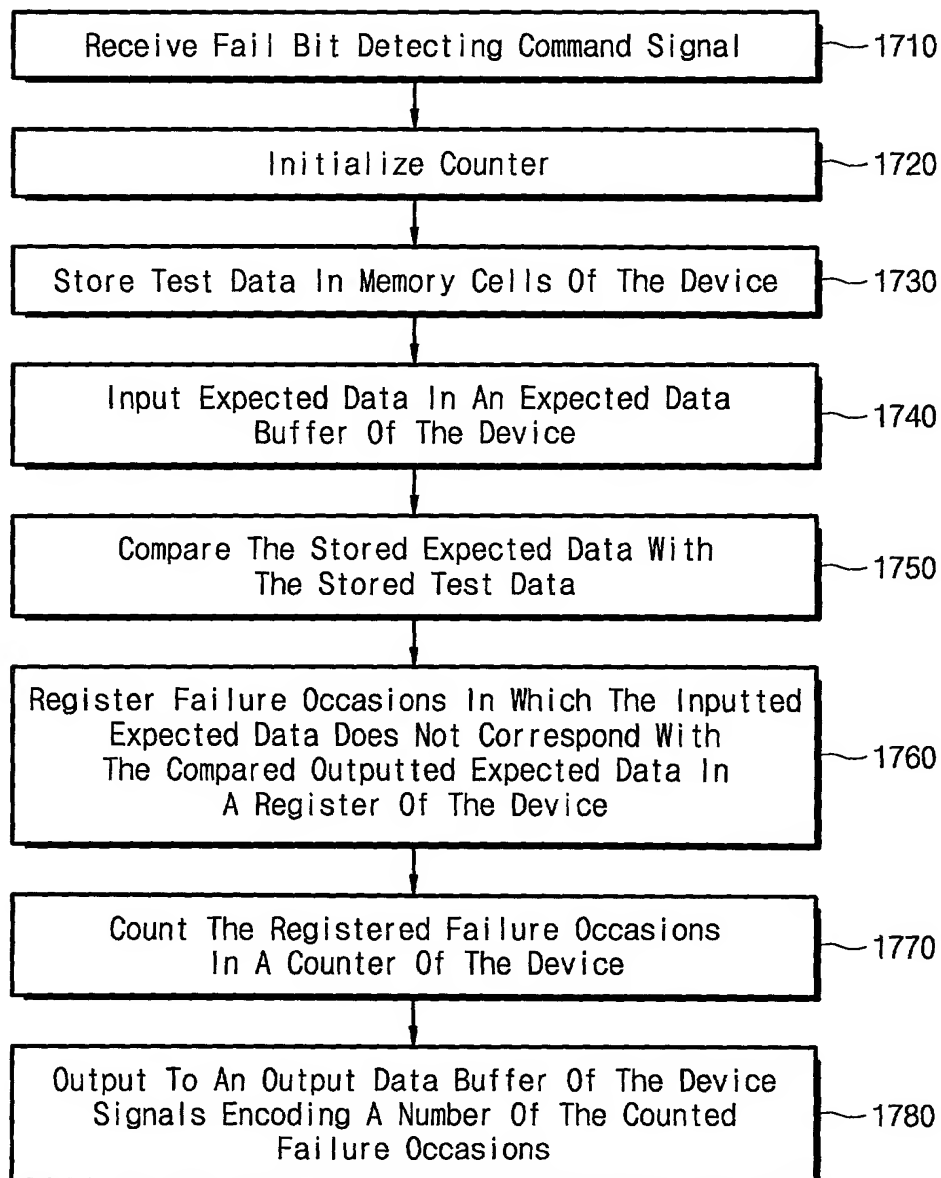 Receive Fail Bit Detecting Command Signal 1710
Initialize Counter 1720
Store Test Data In Memory Cells Of The Device 1730
Input Expected Data In An Expected Data
Buffer Of The Device 1740
Compare The Stored Expected Data With
The Stored Test Data 1750
Register Failure Occasions In Which The Inputted
Expected Data Does Not Correspond With
The Compared Outputted Expected Data In
A Register Of The Device 1760
Count The Registered Failure Occasions
In A Counter Of The Device 1770
Output To An Output Data Buffer Of The Device
Signals Encoding A Number Of The Counted
Failure Occasions 1780